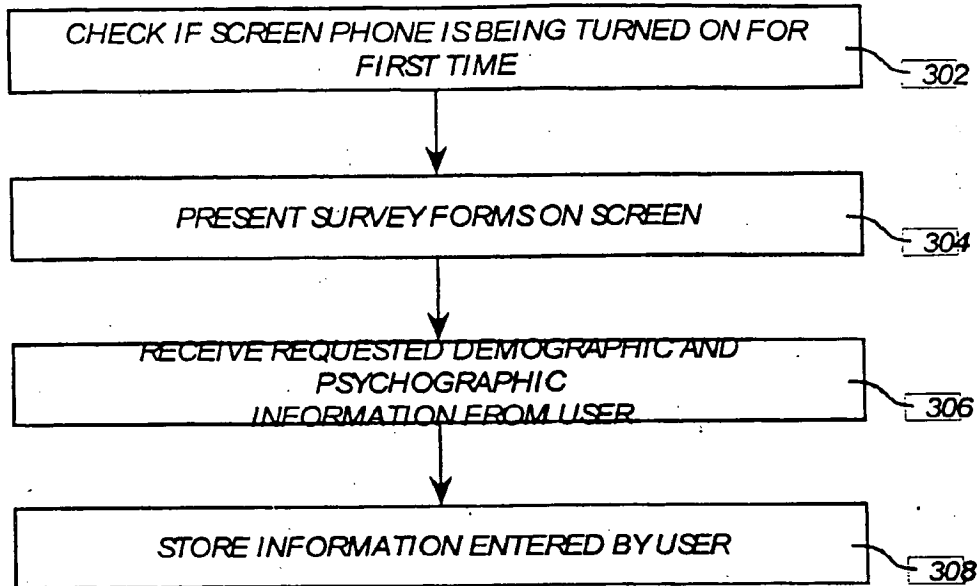 CHECK IF SCREEN PHONE IS BEING TURNED ON FOR
FIRST TIME
302
PRESENT SURVEY FORMS ON SCREEN
304
RECEIVE REQUESTED DEMOGRAPHIC AND
PSYCHOGRAPHIC
INFORMATION FROM USER
306
STORE INFORMATION ENTERED BY USER
308